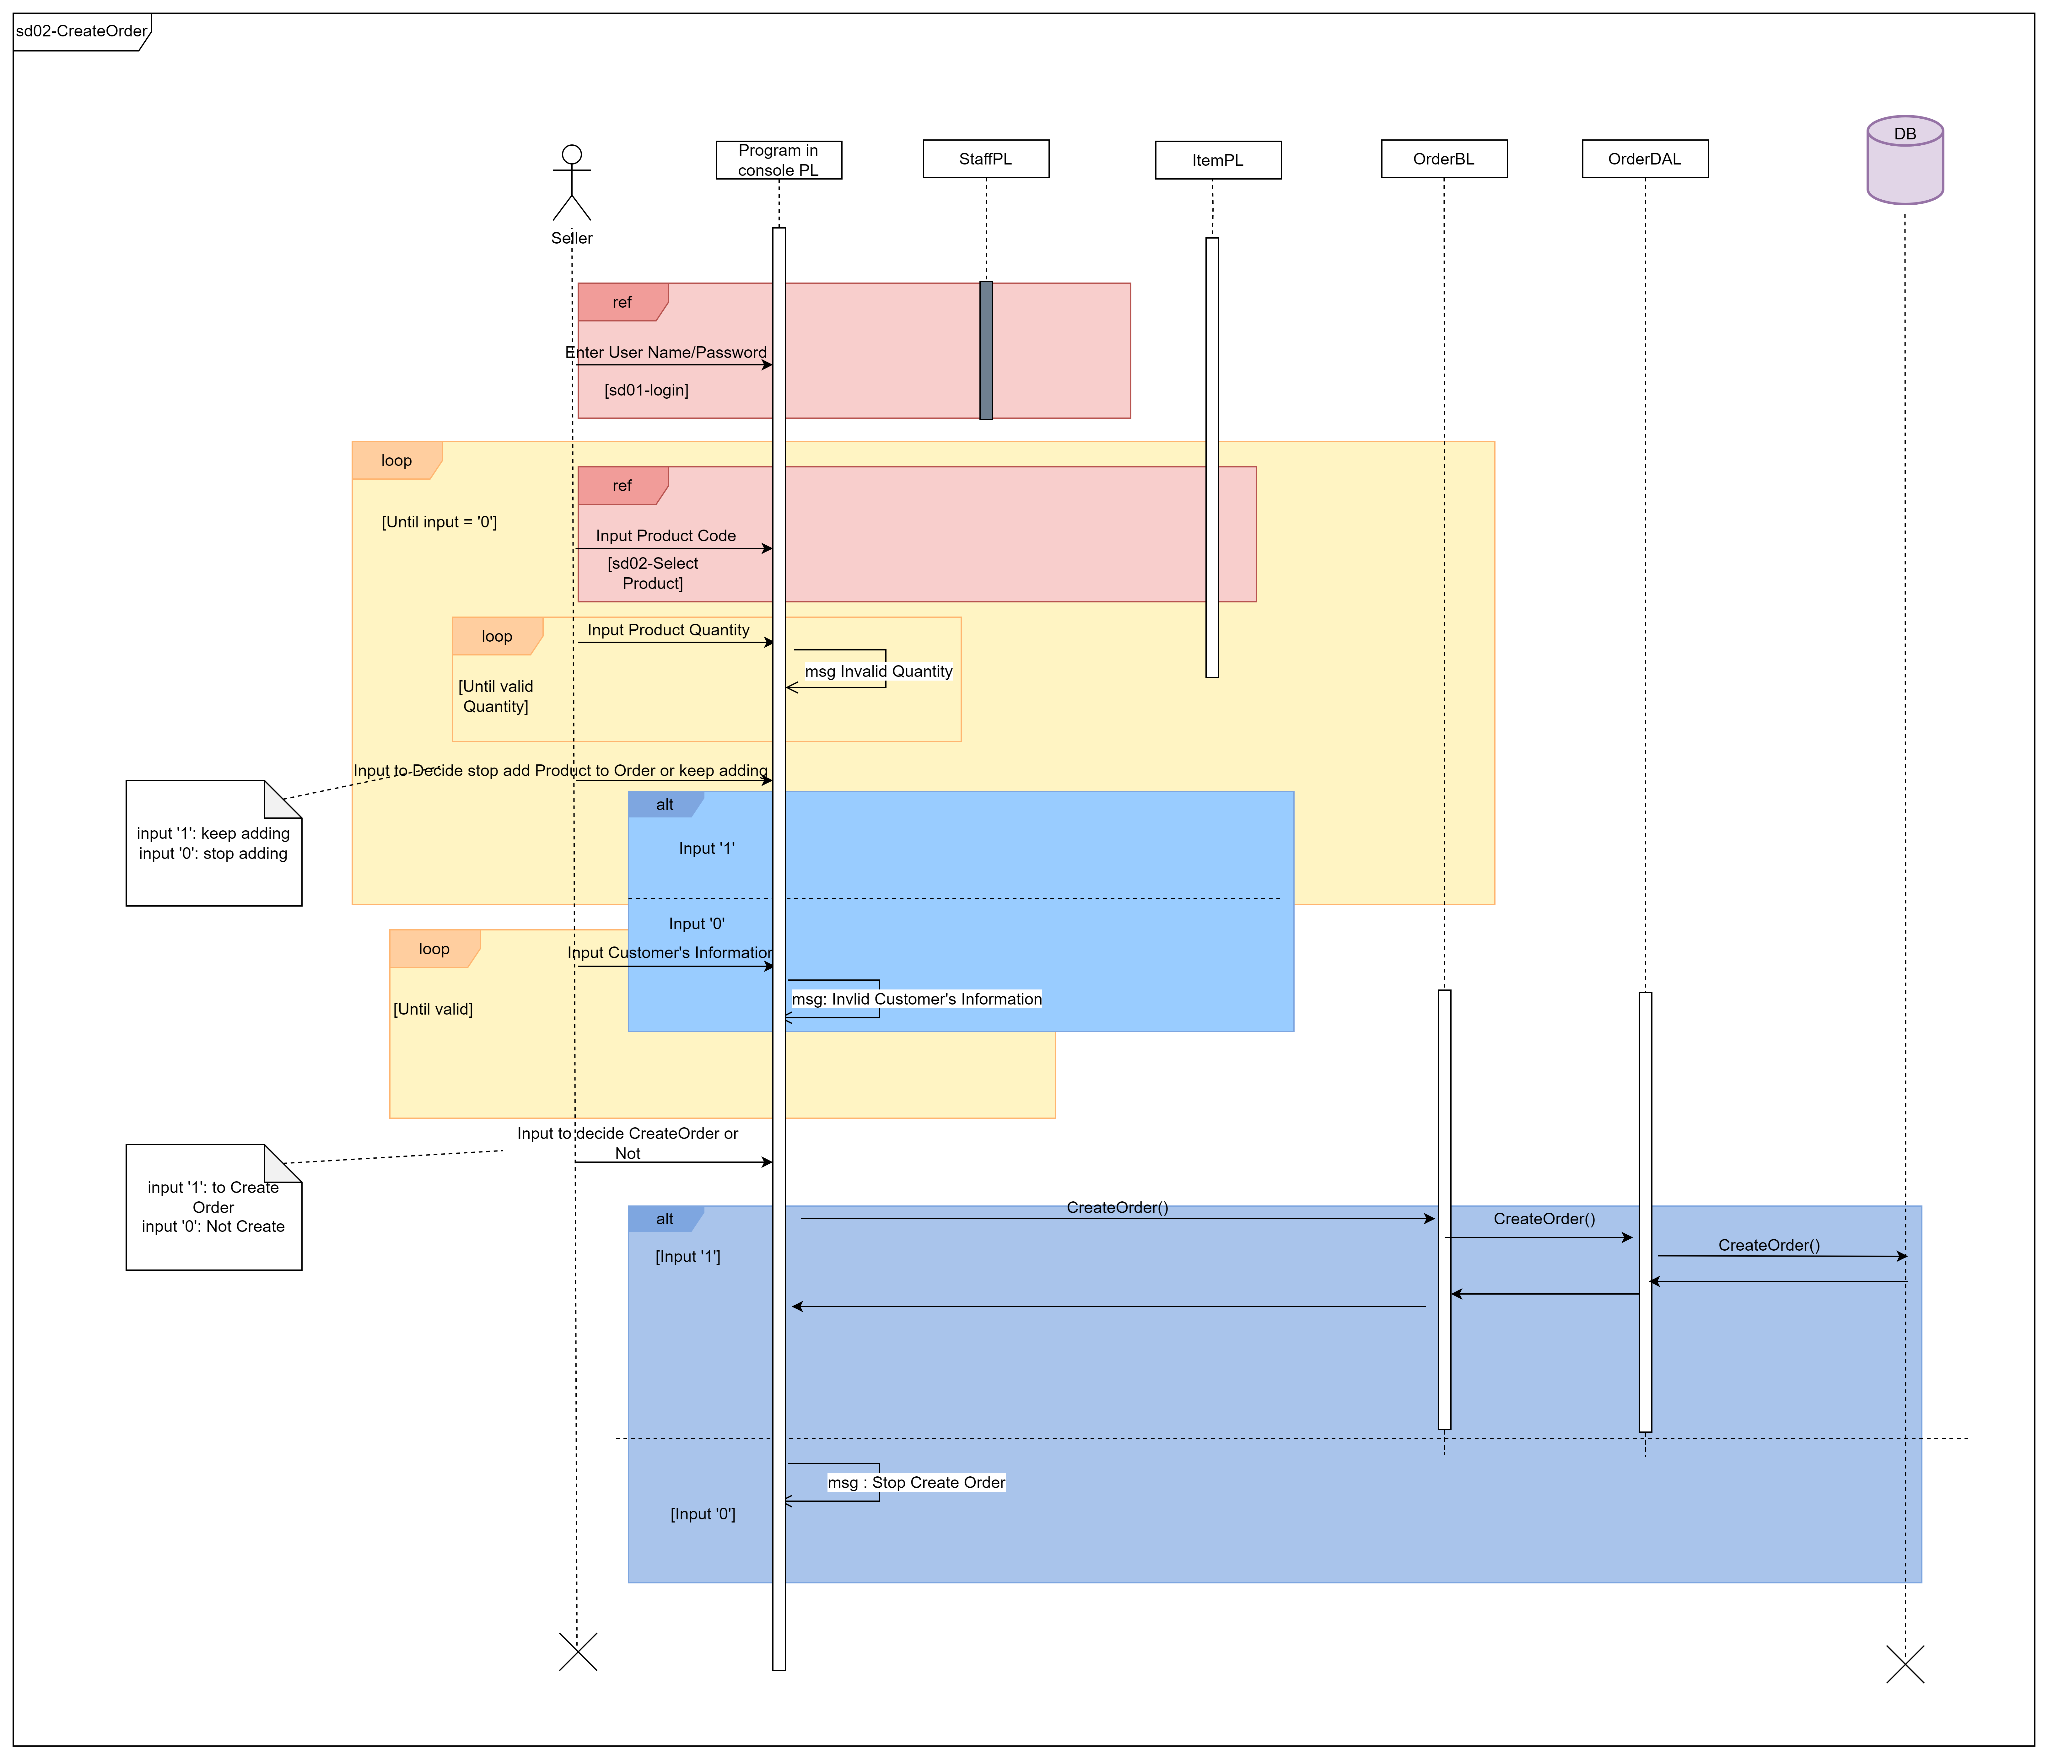 sd02-CreateOrder
DB
Program in
console PL
StaffPL
ItemPL
OrderBL
OrderDAL
Seller
ref
Enter User Name/Password
[sd01-login]
loop
ref
[Until input = '0']
Input Product Code
[sd02-Select
Product]
loop
Input Product Quantity
msg Invalid Quantity
[Until valid
Quantity]
Input to Decide stop add Product to Order or keep adding
alt
input '1': keep adding
input '0': stop adding
Input '1'
Input '0'
loop
Input Customer's Information
msg: Invlid Customer's Information
[Until valid]
Input to decide CreateOrder or
Not
input '1': to Create
Order
input '0': Not Create
alt
CreateOrder()
CreateOrder()
CreateOrder()
[Input '1']
msg : Stop Create Order
[Input '0']